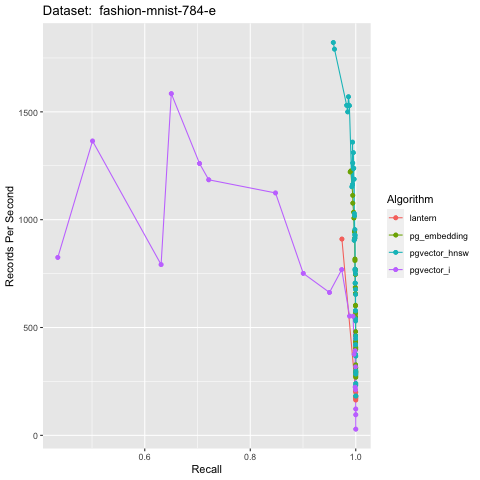 Dataset: fashion-mnist-784-e
Records Per Second
1500
1000
500
0
0.6
0.8
1.0
Recall
Algorithm
lantern
pg_embedding
pgvector_hnsw
pgvector_i